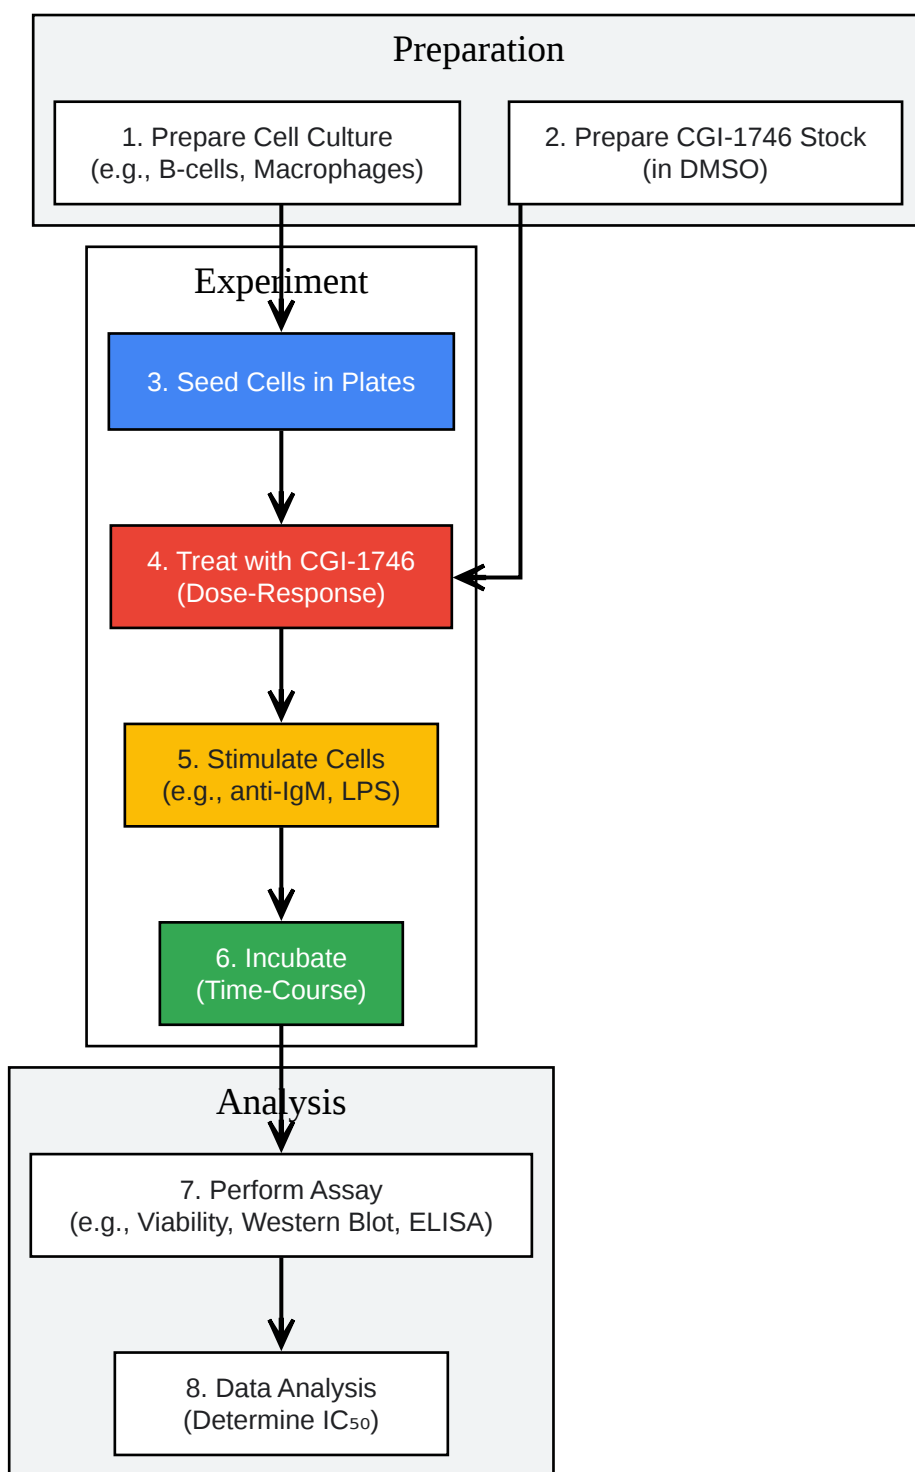 Preparation
1. Prepare Cell Culture
(e.g., B-cells, Macrophages)
2. Prepare CGI-1746 Stock
(in DMSO)
Experiment
3. Seed Cells in Plates
4. Treat with CGI-1746
(Dose-Response)
5. Stimulate Cells
(e.g., anti-IgM, LPS)
6. Incubate
(Time-Course)
Analysis
7. Perform Assay
(e.g., Viability, Western Blot, ELISA)
8. Data Analysis
(Determine IC₅₀)